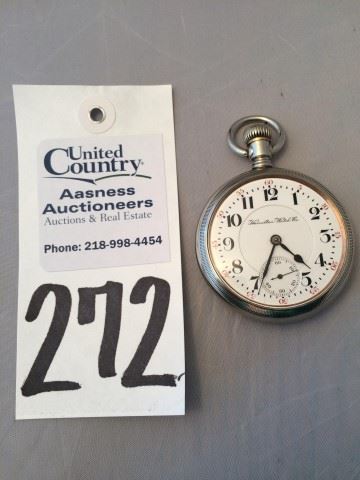 United
Country®
Aasness
Auctioneers
Auctions & Real Estate
Phone: 218-998-4454
272
Hamilton Watch Co.
12
1
2
3
4
5
7
8
9
10
11
60